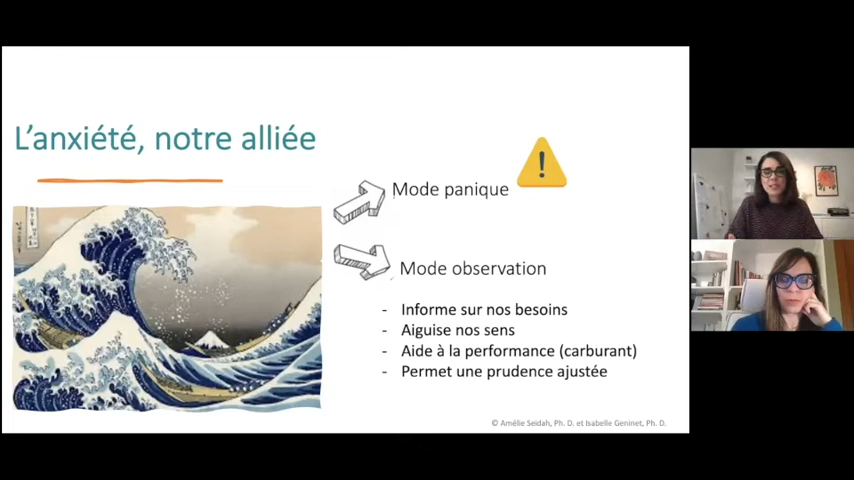 L'anxiété, notre alliée
Mode panique
Mode observation
- Informe sur nos besoins
- Aiguise nos sens
- Aide à la performance (carburant)
- Permet une prudence ajustée
© Amélie Seidah, Ph. D. et Isabelle Geninet, Ph. D.